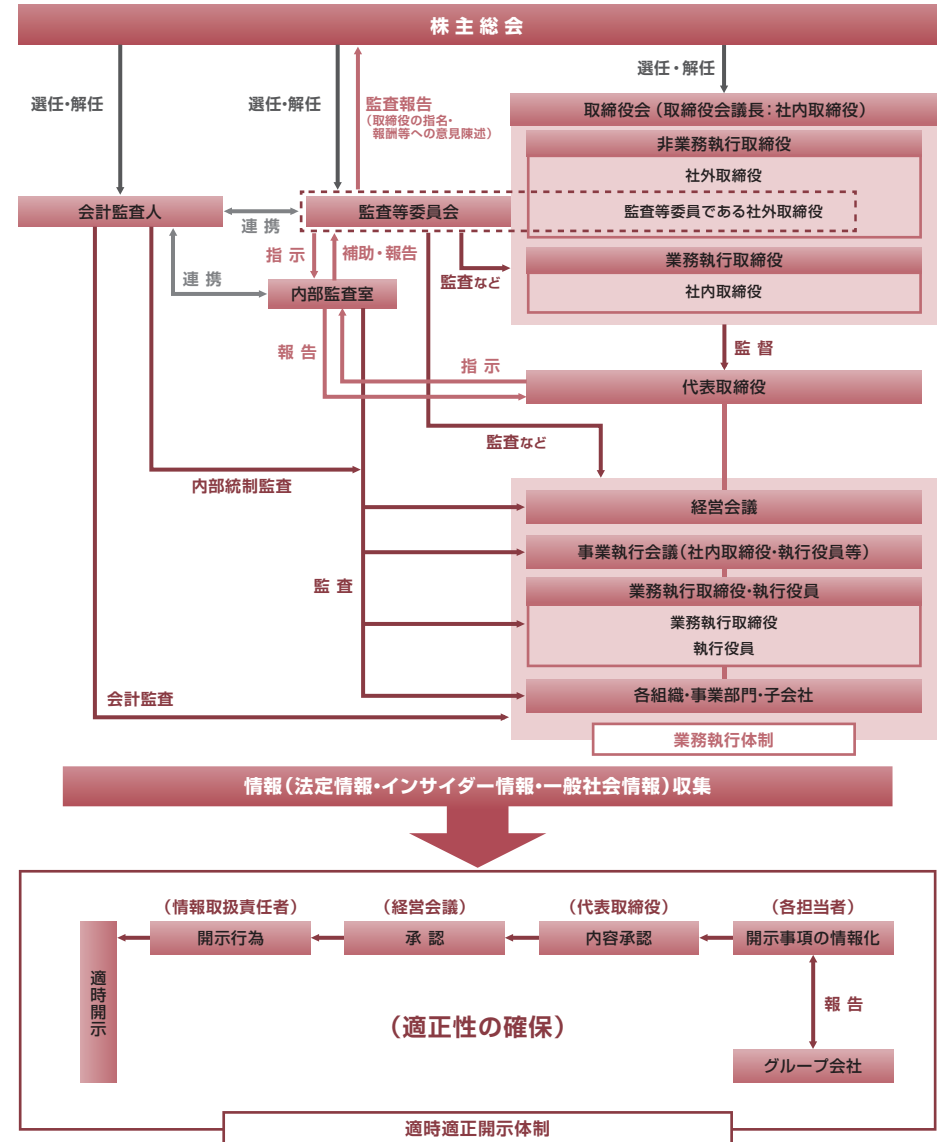 株主総会
選任・解任
選任・解任
監査報告
（取締役の指名・
報酬等への意見陳述）
選任・解任
取締役会（取締役会議長：社内取締役）
非業務執行取締役
社外取締役
監査等委員である社外取締役
会計監査人
連携
監査等委員会
指示
補助・報告
監査など
業務執行取締役
社内取締役
連携
内部監査室
監督
報告
指示
代表取締役
監査など
内部統制監査
経営会議
事業執行会議（社内取締役・執行役員等）
監査
業務執行取締役・執行役員
業務執行取締役
執行役員
会計監査
各組織・事業部門・子会社
業務執行体制
情報（法定情報・インサイダー情報・一般社会情報）収集
（情報取扱責任者）
（経営会議）
（代表取締役）
（各担当者）
適時開示
開示行為
承認
内容承認
開示事項の情報化
報告
（適正性の確保）
グループ会社
適時適正開示体制